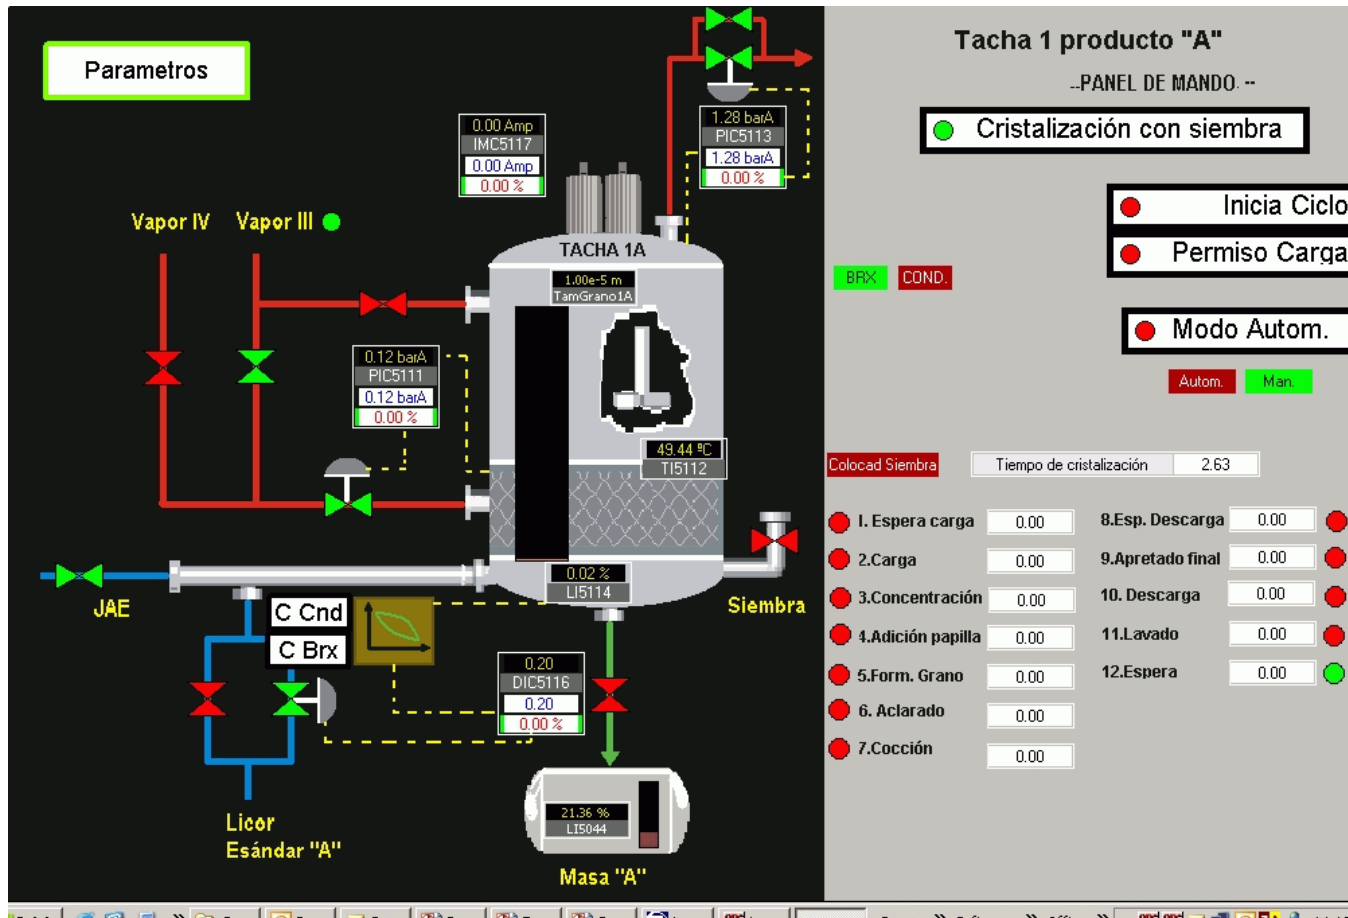 Parametros
Tacha 1 producto "A"
--PANEL DE MANDO --
Cristalización con siembra
Inicia Ciclo
Permiso Carga
BRX
COND.
Modo Autom.
Autom.
Man.
0.00 Amp
IMC5117
0.00 Amp
0.00 %
1.28 barA
PIC5113
1.28 barA
0.00 %
Vapor IV
Vapor III
TACHA 1A
1.00e-5 m
TamGrano1A
0.12 barA
PIC5111
0.12 barA
0.00 %
49.44 ºC
TI5112
0.02 %
LI5114
JAE
Siembra
C Cnd
C Brx
0.20
DIC5116
0.20
0.00 %
Licor
Esándar "A"
21.36 %
LI5044
Masa "A"
Colocad Siembra
Tiempo de cristalización
2.63
1. Espera carga
0.00
2.Carga
0.00
3.Concentración
0.00
4.Adición papilla
0.00
5.Form. Grano
0.00
6. Aclarado
0.00
7.Cocción
0.00
8.Esp. Descarga
0.00
9.Apretado final
0.00
10. Descarga
0.00
11.Lavado
0.00
12.Espera
0.00